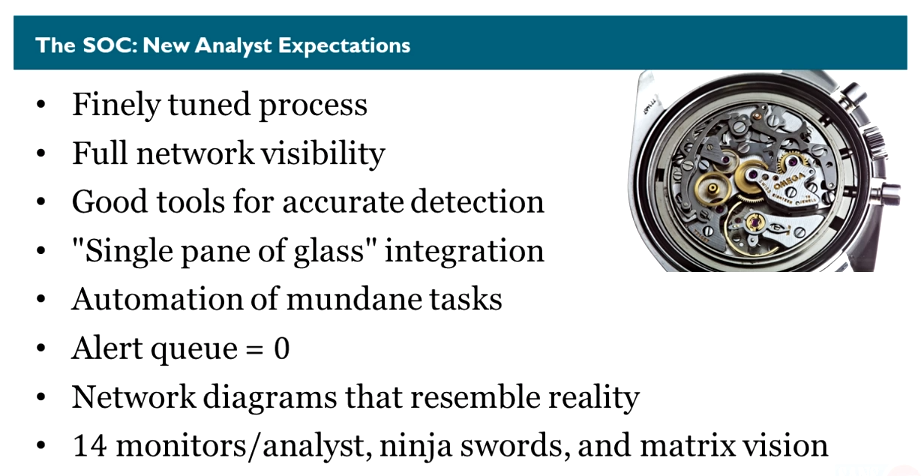 The SOC: New Analyst Expectations
• Finely tuned process
• Full network visibility
• Good tools for accurate detection
• "Single pane of glass" integration
• Automation of mundane tasks
• Alert queue = 0
• Network diagrams that resemble reality
• 14 monitors/analyst, ninja swords, and matrix vision
OMEGA